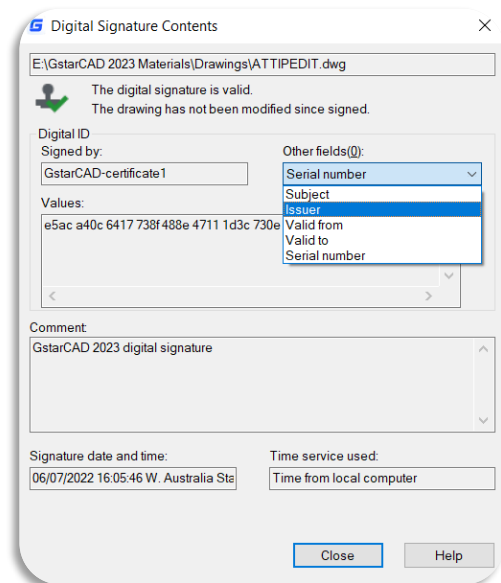 Digital Signature Contents
E:\GstarCAD 2023 Materials\Drawings\ATTIPEDIT.dwg
The digital signature is valid.
The drawing has not been modified since signed.
Digital ID
Signed by:
Other fields(0):
GstarCAD-certificate1
Serial number
Subject
Issuer
Valid from
Valid to
Serial number
Values:
e5ac a40c 6417 738f 488e 4711 1d3c 730e
Comment:
GstarCAD 2023 digital signature
Signature date and time:
Time service used:
06/07/2022 16:05:46 W. Australia Sta
Time from local computer
Close
Help